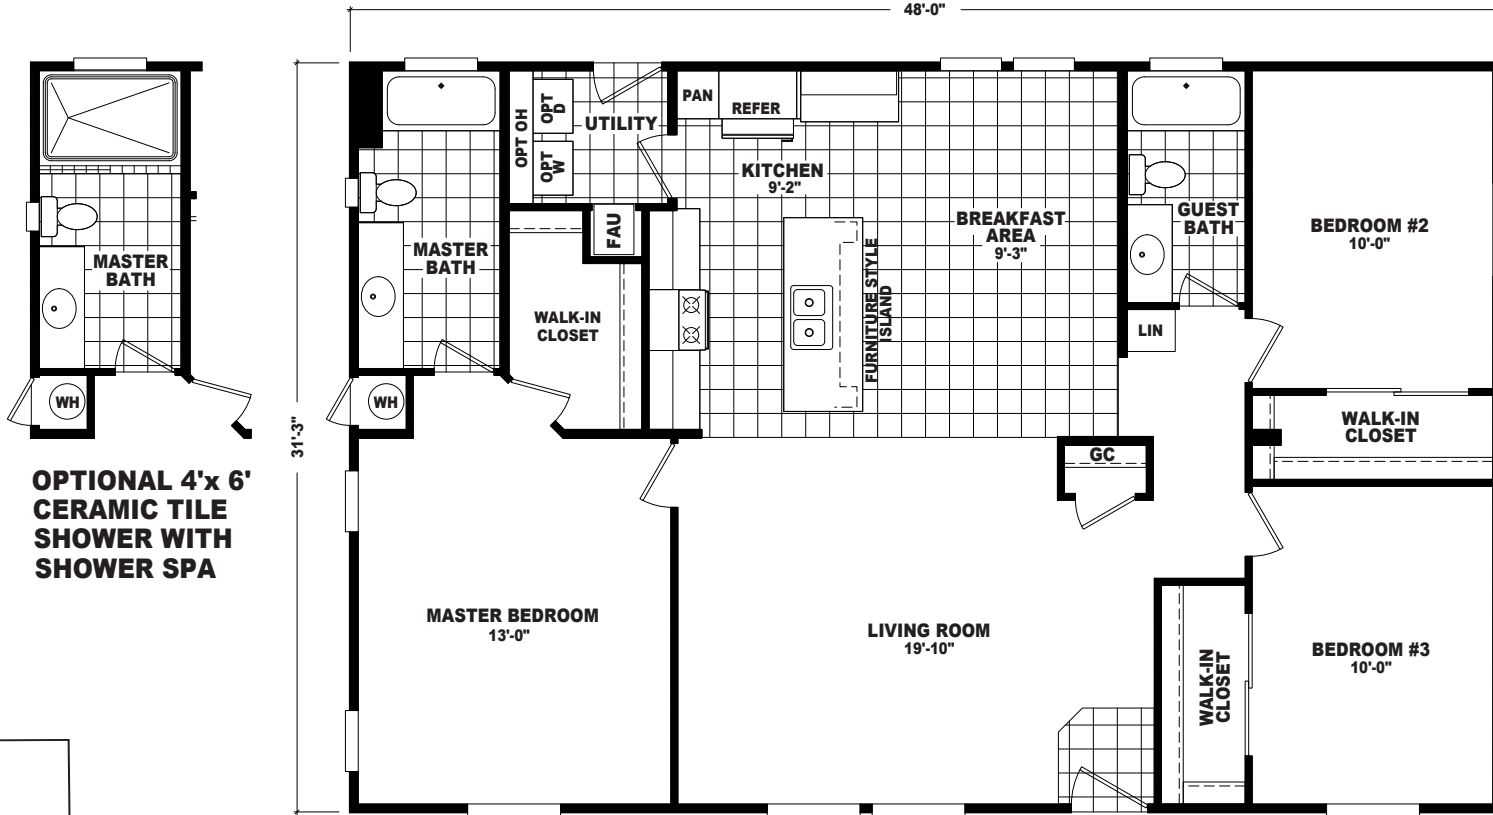 48'-0"
31'-3"
MASTER
BATH
WH
OPTIONAL 4'x 6'
CERAMIC TILE
SHOWER WITH
SHOWER SPA
MASTER
BATH
WH
OPT OH
OPT
D
OPT
W
UTILITY
FAU
WALK-IN
CLOSET
PAN
REFER
KITCHEN
9'-2"
FURNITURE STYLE
ISLAND
BREAKFAST
AREA
9'-3"
GUEST
BATH
LIN
BEDROOM #2
10'-0"
WALK-IN
CLOSET
GC
MASTER BEDROOM
13'-0"
LIVING ROOM
19'-10"
WALK-IN
CLOSET
BEDROOM #3
10'-0"